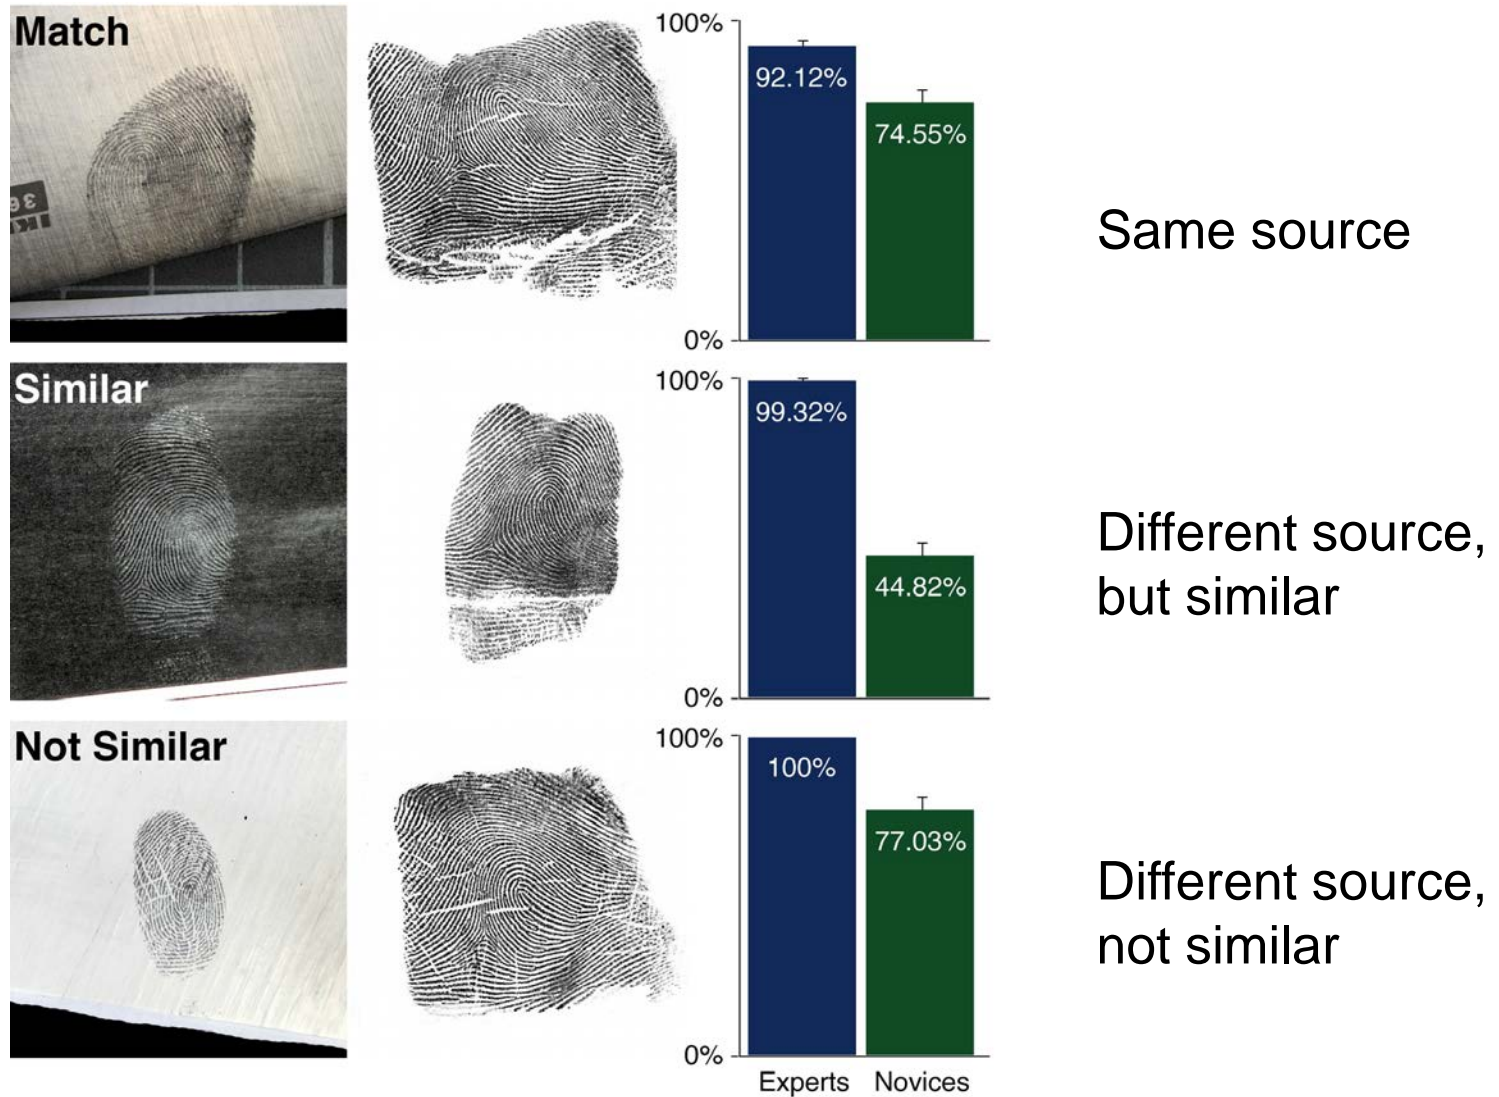 Match
100%
92.12%
74.55%
0%
Same source
Similar
100%
99.32%
44.82%
0%
Different source,
but similar
Not Similar
100%
100%
77.03%
0%
Different source,
not similar
Experts Novices